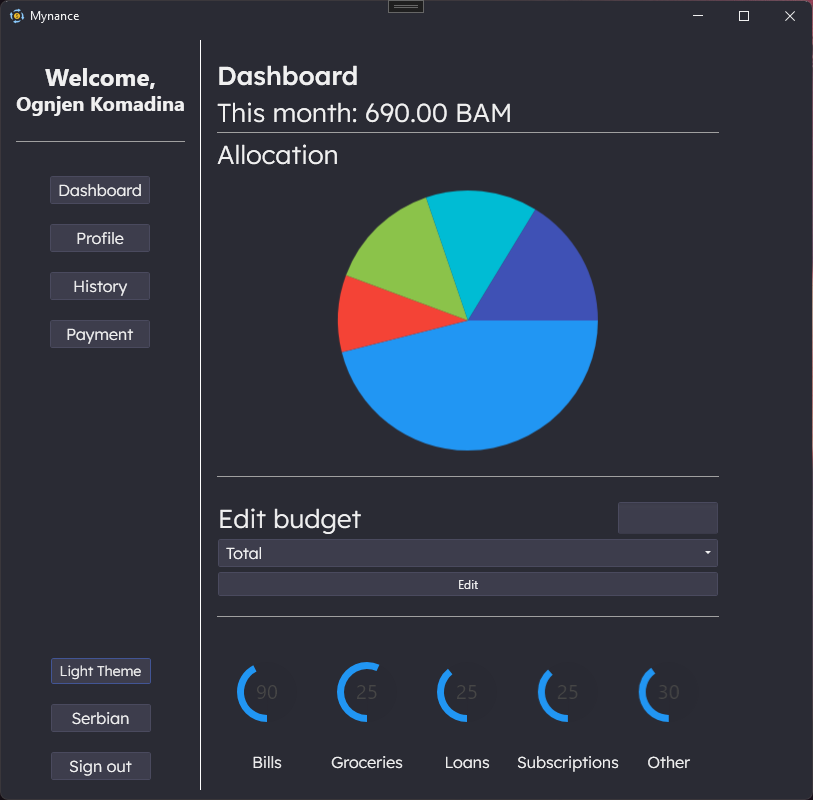 Mynance
Welcome,
Ognjen Komadina
Dashboard
Profile
History
Payment
Light Theme
Serbian
Sign out
Dashboard
This month: 690.00 BAM
Allocation
Edit budget
Total
Edit
90 25 25 25 30
Bills Groceries Loans Subscriptions Other